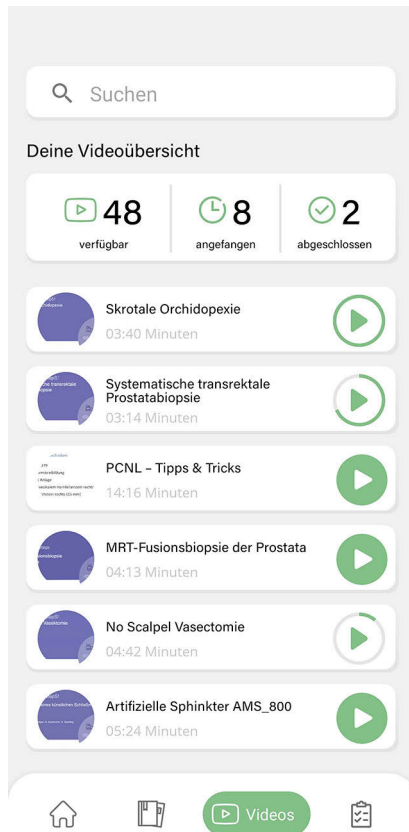 Suchen
Deine Videoübersicht
48
8
2
verfügbar
angefangen
abgeschlossen
Skrotale Orchidopexie
03:40 Minuten
Systematische transrektale
Prostatabiopsie
03:14 Minuten
PCNL – Tipps & Tricks
14:16 Minuten
MRT-Fusionsbiopsie der Prostata
04:13 Minuten
No Scalpel Vasectomie
04:42 Minuten
Artifizielle Sphinkter AMS_800
05:24 Minuten
Videos